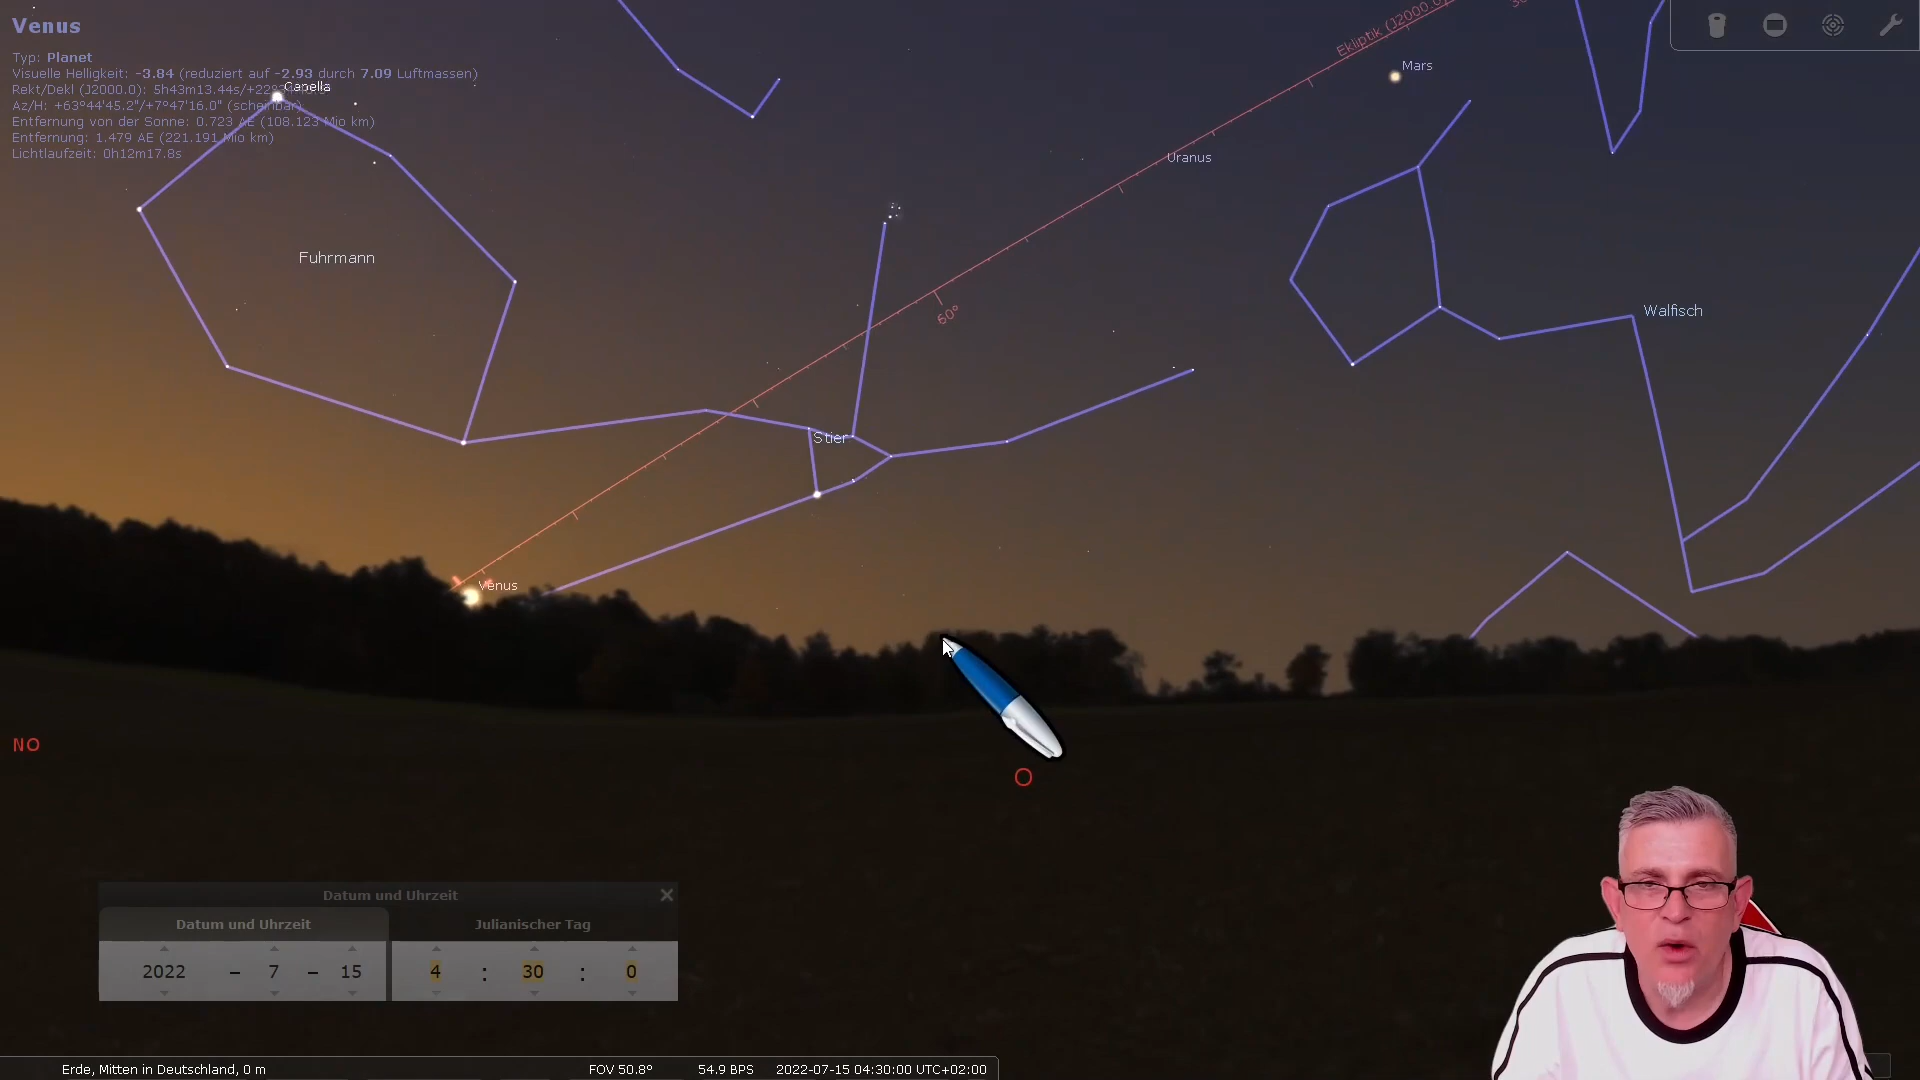 Venus
Typ: Planet
Visuelle Helligkeit: -3.84 (reduziert auf -2.93 durch 7.09 Luftmassen)
Rekt/Dekl (J2000.0): 5h43m13.44s/+22°
Capella
Az/H: +63°44'45.2"/+7°47'16.0" (scheinbar)
Entfernung von der Sonne: 0.723 AE (108.123 Mio km)
Entfernung: 1.479 AE (221.191 Mio km)
Lichtlaufzeit: 0h12m17.8s
Ekliptik (J2000.0)
Mars
Uranus
Fuhrmann
60°
Walfisch
Stier
Venus
NO
O
Datum und Uhrzeit
Datum und Uhrzeit Julianischer Tag
2022 – 7 – 15 4 : 30 : 0
Erde, Mitten in Deutschland, 0 m FOV 50.8° 54.9 BPS 2022-07-15 04:30:00 UTC+02:00